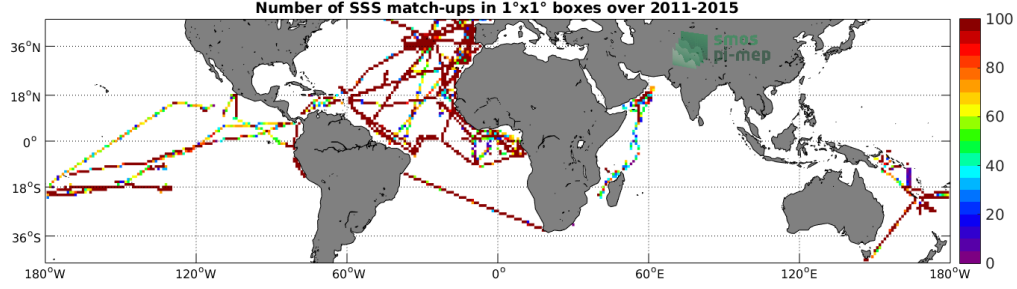 Number of SSS match-ups in 1°x1° boxes over 2011-2015
36°N
18°N
0°
18°S
36°S
180°W
120°W
60°W
0°
60°E
120°E
180°W
smos
pi-mep
100
80
60
40
20
0